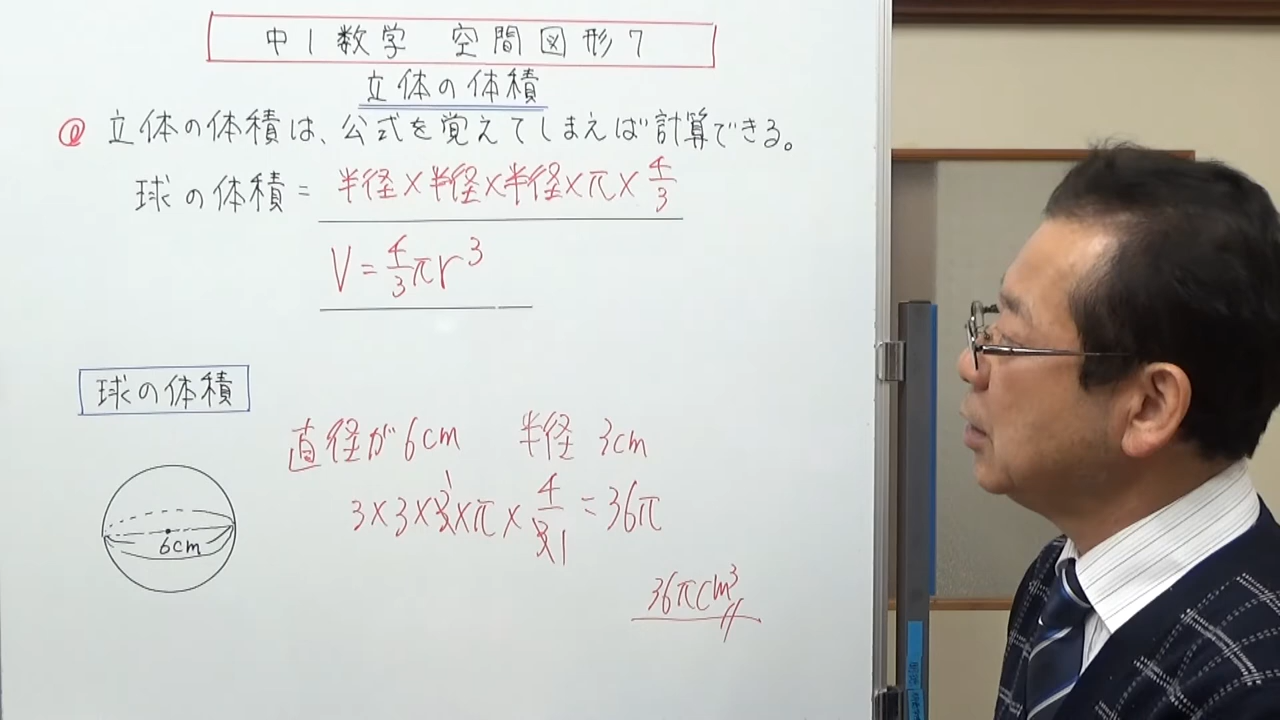 中1数学 空間図形7
立体の体積
立体の体積は、公式を覚えてしまえば計算できる。
球の体積= 半径×半径×半径×π×4/3
V=4/3πr³
球の体積
直径が6cm 半径 3cm
3×3×3×π×4/3=36π
1
1
6cm
36πcm³